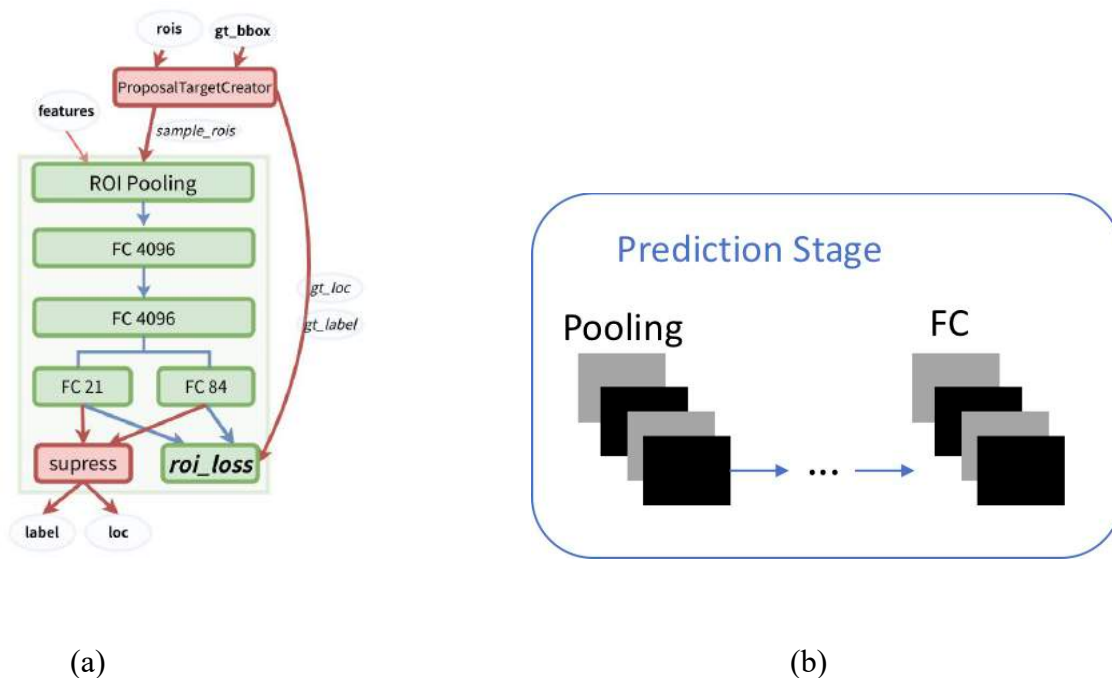 rois gt_bbox
ProposalTargetCreator
features
sample_rois
ROI Pooling
FC 4096
gt_loc
FC 4096
gt_label
FC 21 FC 84
supress roi_loss
label loc
(a)
Prediction Stage
Pooling FC
...
(b)